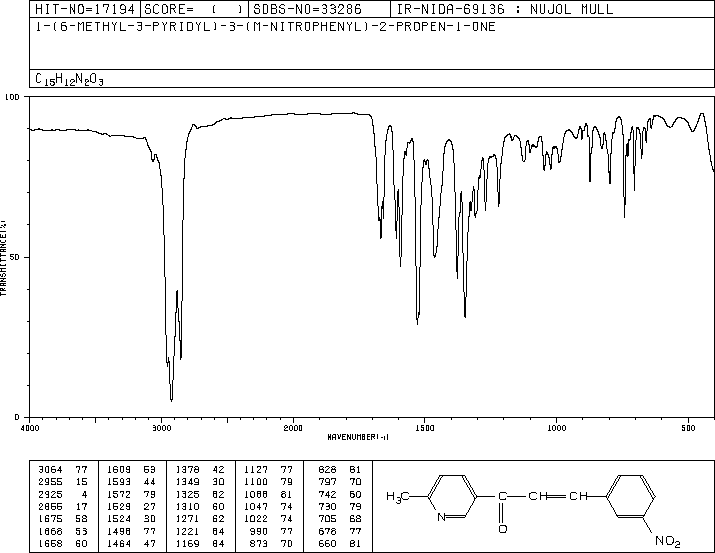 HIT-NO=17194 SCORE= ( ) SDBS-NO=33286 IR-NIDA-69136 : NUJOL MULL
1-(6-METHYL-3-PYRIDYL)-3-(M-NITROPHENYL)-2-PROPEN-1-ONE
C15H12N2O3
100
50
0
TRANSMITTANCE(%)
4000 3000 2000 1500 1000 500
WAVENUMBER(-1)
3064 77 1609 53 1378 42 1127 77 828 81
2955 15 1593 44 1349 30 1100 79 797 70
2925 4 1572 79 1325 62 1088 81 742 60
2855 17 1529 27 1310 60 1047 74 730 79
1675 58 1524 30 1271 62 1022 74 705 68
1668 53 1498 77 1221 64 990 77 678 77
1658 60 1464 47 1169 84 873 70 660 81
H3C N C O CH CH NO2